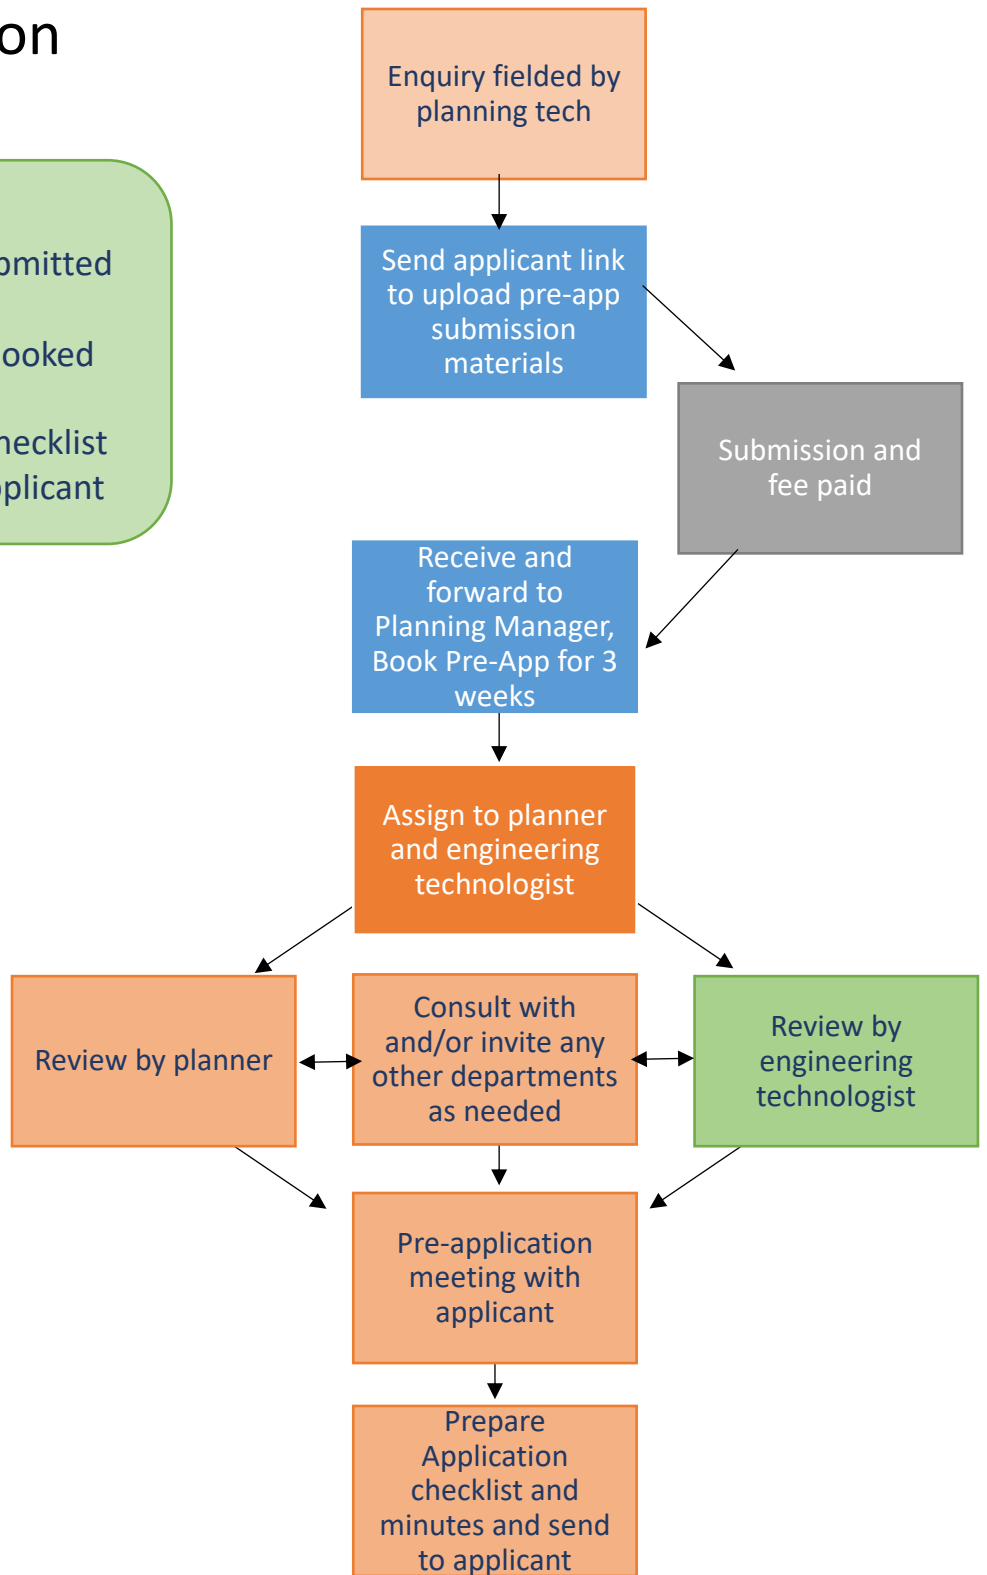 on
Enquiry fielded by
planning tech
Send applicant link
to upload pre-app
submission
materials
Submission and
fee paid
ooked
Receive and
forward to
Planning Manager,
Book Pre-App for 3
weeks
Assign to planner
and engineering
technologist
Review by planner
Consult with
and/or invite any
other departments
as needed
Review by
engineering
technologist
Pre-application
meeting with
applicant
Prepare
Application
checklist and
minutes and send
to applicant